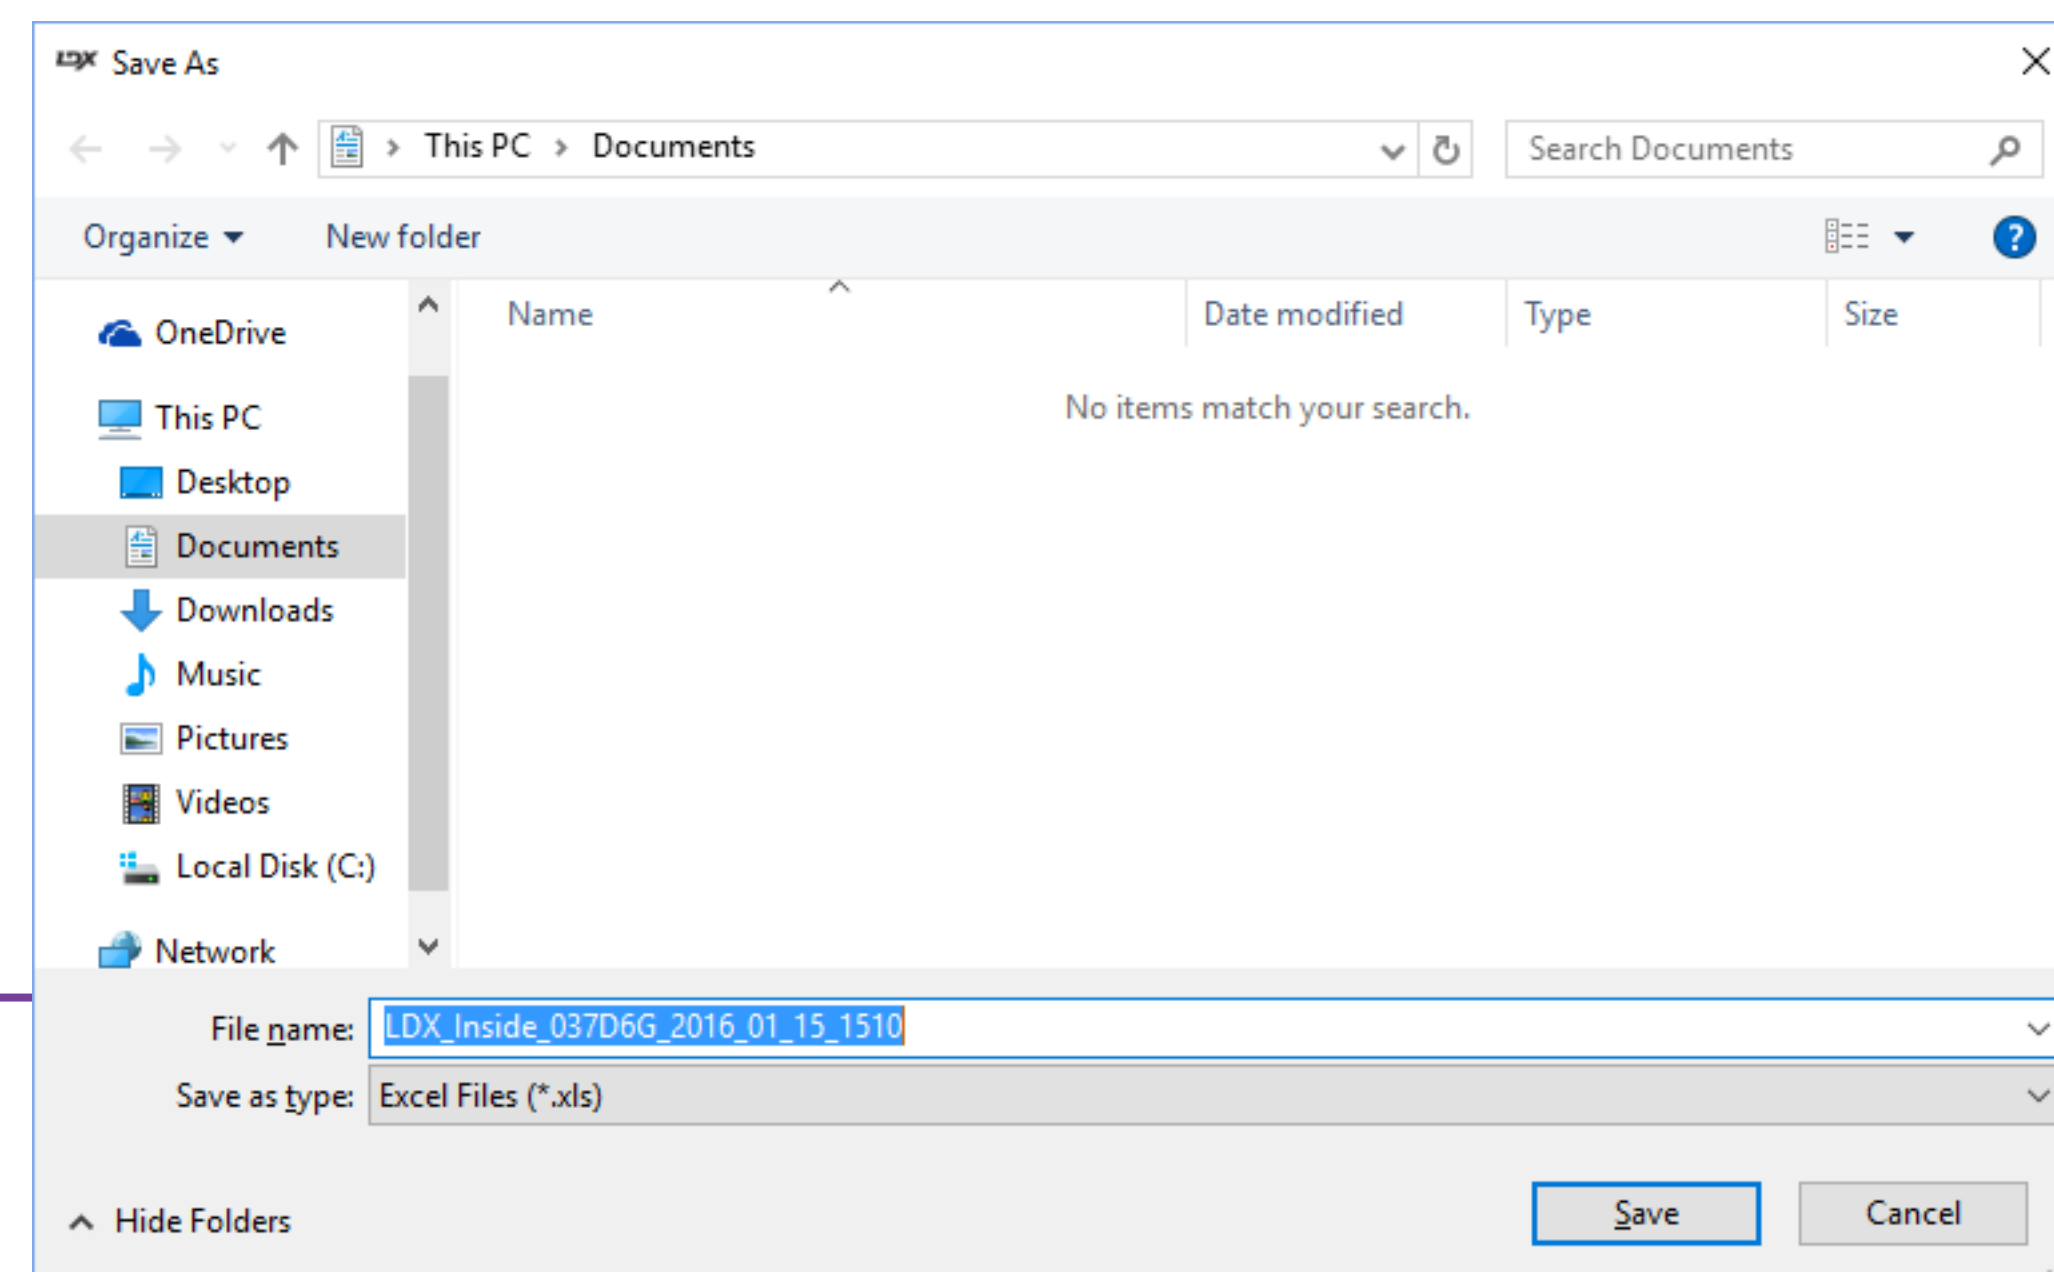 LDX Save As
This PC > Documents
Search Documents
Organize
New folder
?
Name
Date modified
Type
Size
No items match your search.
OneDrive
This PC
Desktop
Documents
Downloads
Music
Pictures
Videos
Local Disk (C:)
Network
File name: LDX_Inside_037D6G_2016_01_15_1510
Save as type: Excel Files (*.xls)
Hide Folders
Save
Cancel